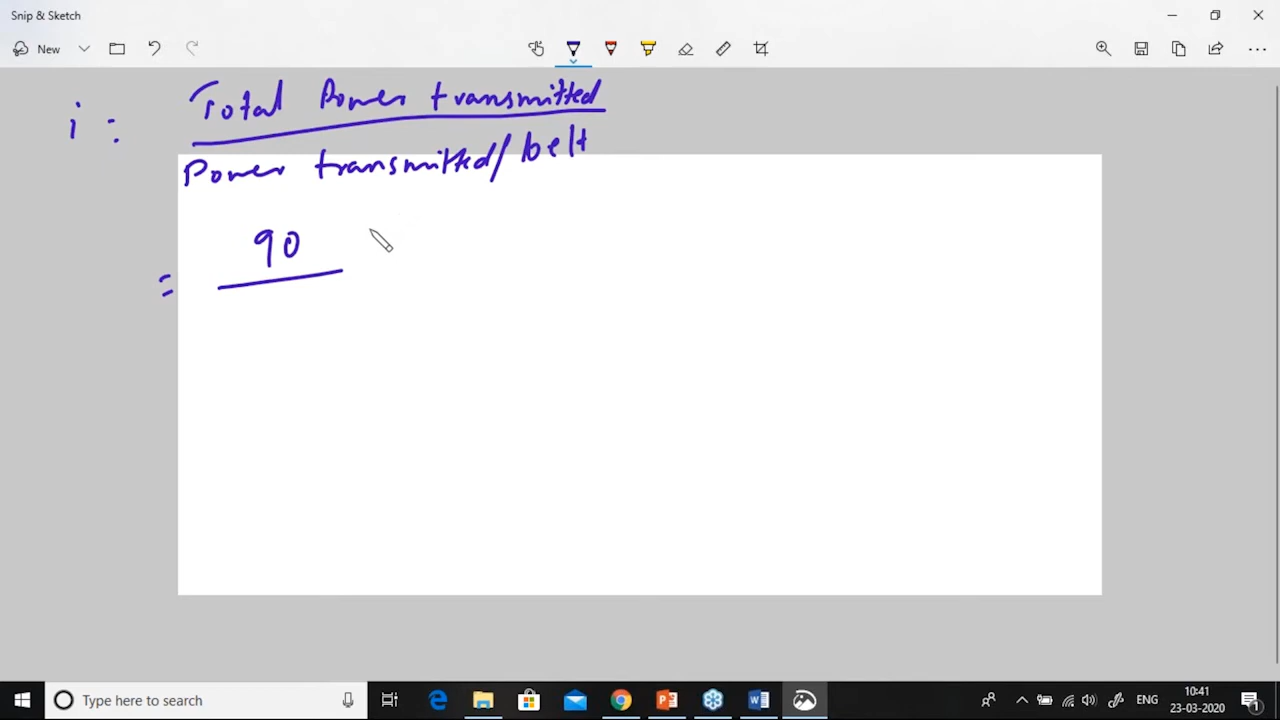 Snip & Sketch
New
i = Total Power transmitted
Power transmitted/belt
= 90
Type here to search
ENG
10:41
23-03-2020
1